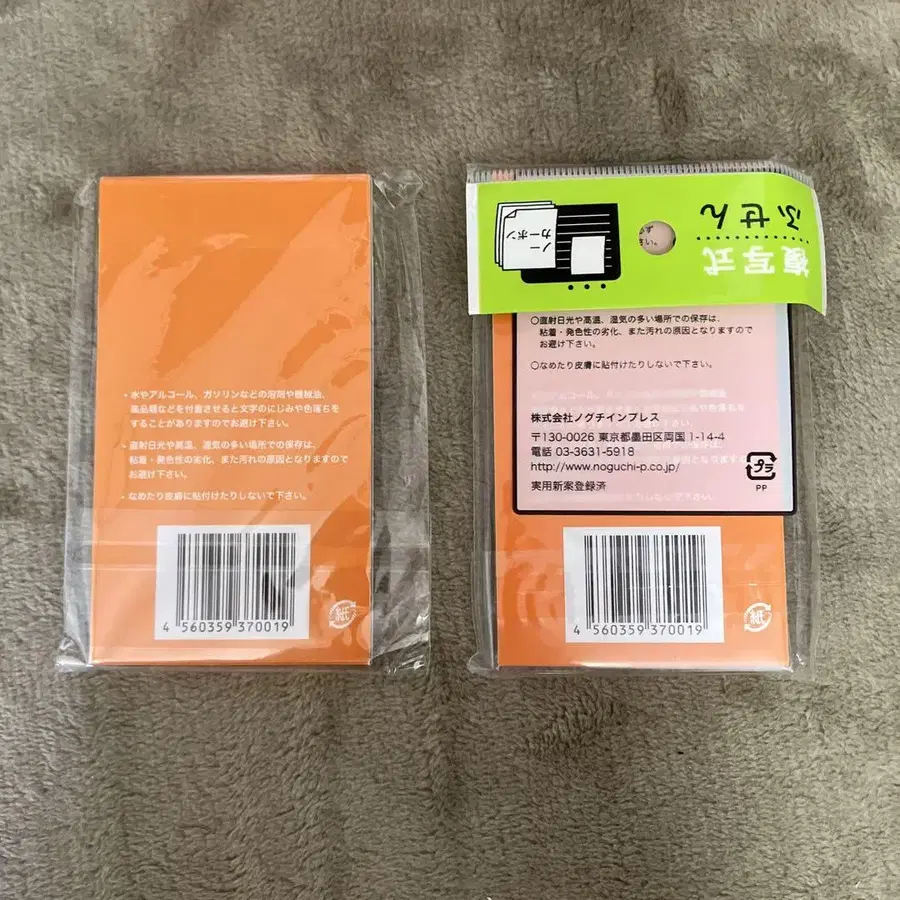 ・水やアルコール、ガソリンなどの溶剤や機械油、
薬品類などを付着させると文字のにじみや色落ちを
することがありますのでお避け下さい。
・直射日光や高温、湿気の多い場所での保存は、
粘着・発色性の劣化、また汚れの原因となりますので
お避け下さい。
・なめたり皮膚に貼付けたりしないで下さい。
4 560359 370019
紙
複写式
ふせん
ノー
カーボン
○直射日光や高温、湿気の多い場所での保存は、
粘着・発色性の劣化、また汚れの原因となりますので
お避け下さい。
○なめたり皮膚に貼付けたりしないで下さい。
株式会社ノグチインプレス
〒130-0026 東京都墨田区両国 1-14-4
電話 03-3631-5918
http://www.noguchi-p.co.jp/
実用新案登録済
プラ
PP
4 560359 370019
紙